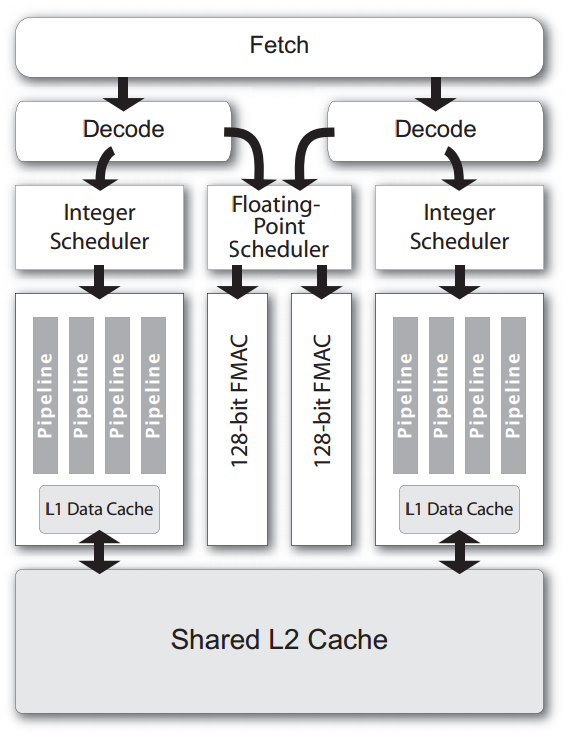 Fetch
Decode
Decode
Integer
Scheduler
Floating-
Point
Scheduler
Integer
Scheduler
Pipeline
Pipeline
Pipeline
Pipeline
L1 Data Cache
128-bit FMAC
128-bit FMAC
Pipeline
Pipeline
Pipeline
Pipeline
L1 Data Cache
Shared L2 Cache